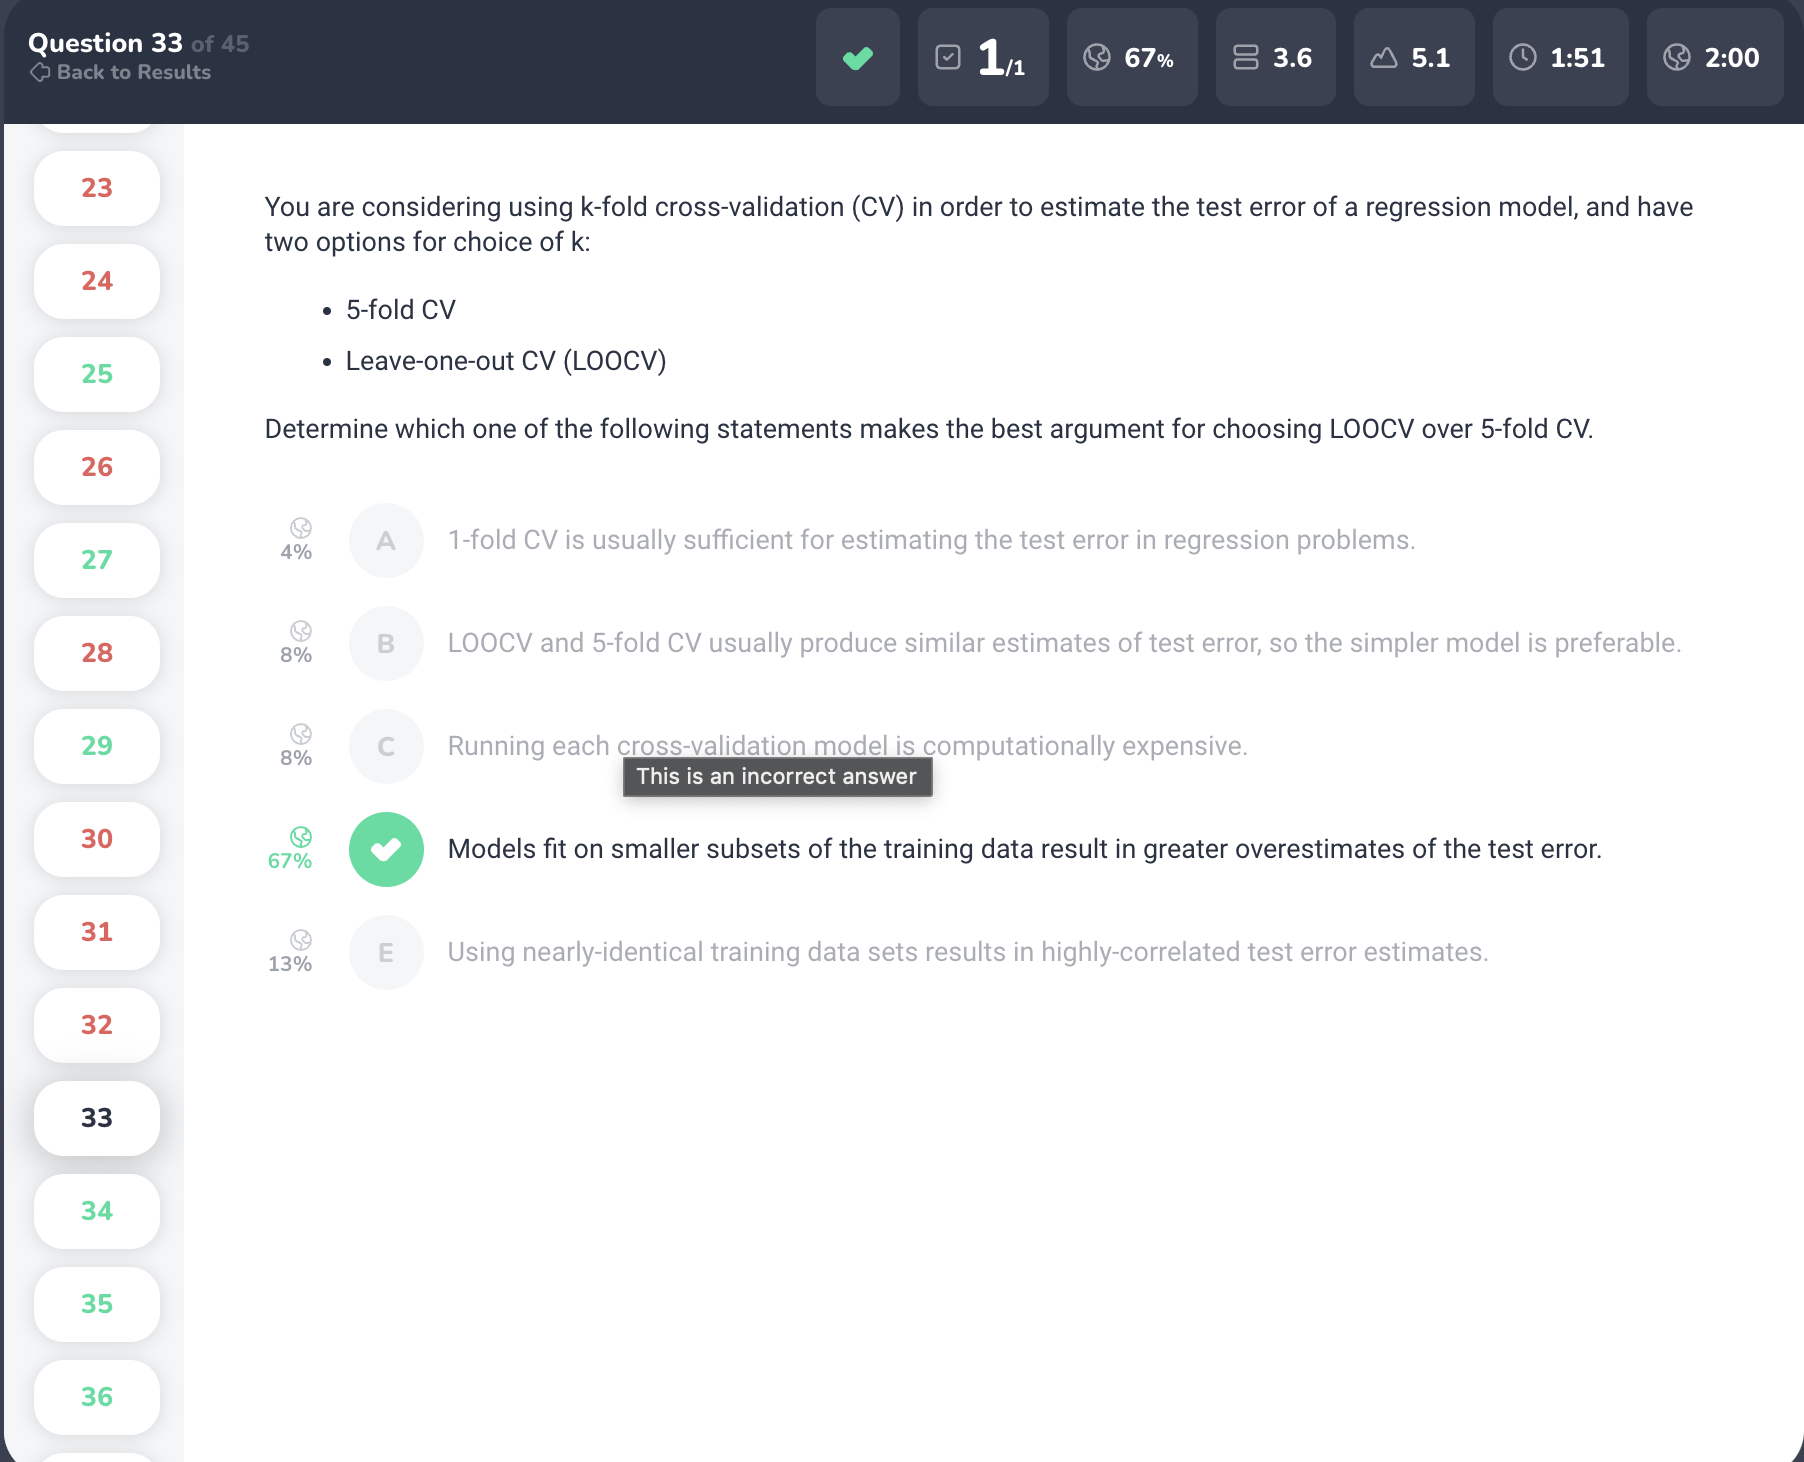 Question 33 of 45
Back to Results
1/1
67%
3.6
5.1
1:51
2:00
23
24
25
26
27
28
29
30
31
32
33
34
35
36
You are considering using k-fold cross-validation (CV) in order to estimate the test error of a regression model, and have
two options for choice of k:
• 5-fold CV
• Leave-one-out CV (LOOCV)
Determine which one of the following statements makes the best argument for choosing LOOCV over 5-fold CV.
4%
A
1-fold CV is usually sufficient for estimating the test error in regression problems.
8%
B
LOOCV and 5-fold CV usually produce similar estimates of test error, so the simpler model is preferable.
8%
C
Running each cross-validation model is computationally expensive.
This is an incorrect answer
67%
Models fit on smaller subsets of the training data result in greater overestimates of the test error.
13%
E
Using nearly-identical training data sets results in highly-correlated test error estimates.